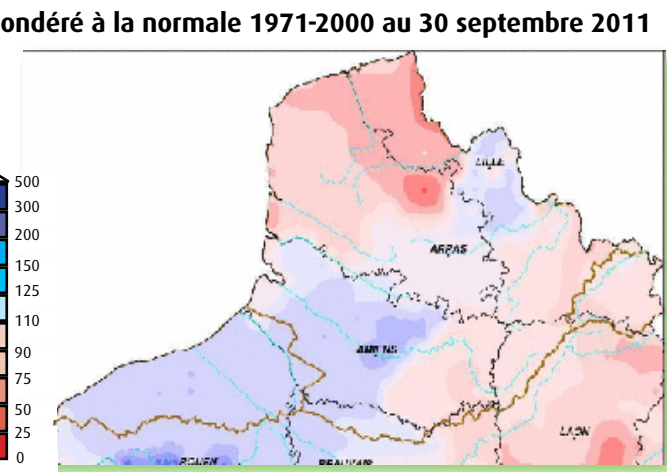 ondéré à la normale 1971-2000 au 30 septembre 2011
500
300
200
150
125
110
90
75
50
25
0
LILLE
ARRAS
AMIENS
LAON
ROUEN
BEAUVAIS